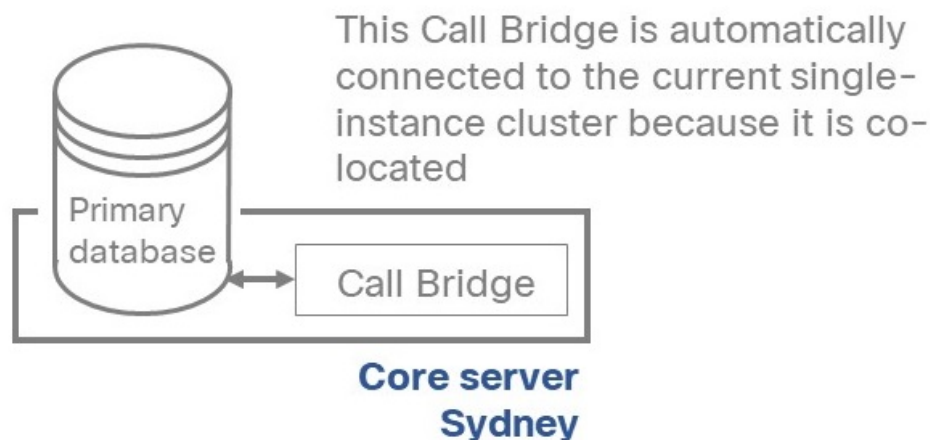 This Call Bridge is automatically
connected to the current single-
instance cluster because it is co-
located
Primary
database
Call Bridge
Core server
Sydney